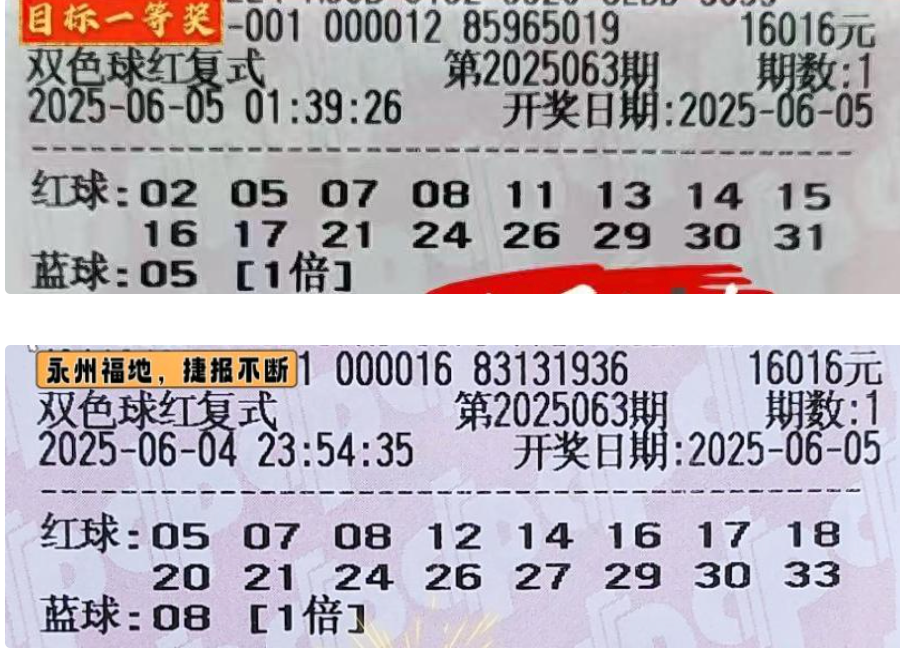 目标一等奖
-001 000012 85965019 16016元
双色球红复式 第2025063期 期数:1
2025-06-05 01:39:26 开奖日期:2025-06-05
红球:02 05 07 08 11 13 14 15
16 17 21 24 26 29 30 31
蓝球:05 [1倍]
永州福地，捷报不断 1 000016 83131936 16016元
双色球红复式 第2025063期 期数:1
2025-06-04 23:54:35 开奖日期:2025-06-05
红球:05 07 08 12 14 16 17 18
20 21 24 26 27 29 30 33
蓝球:08 [1倍]